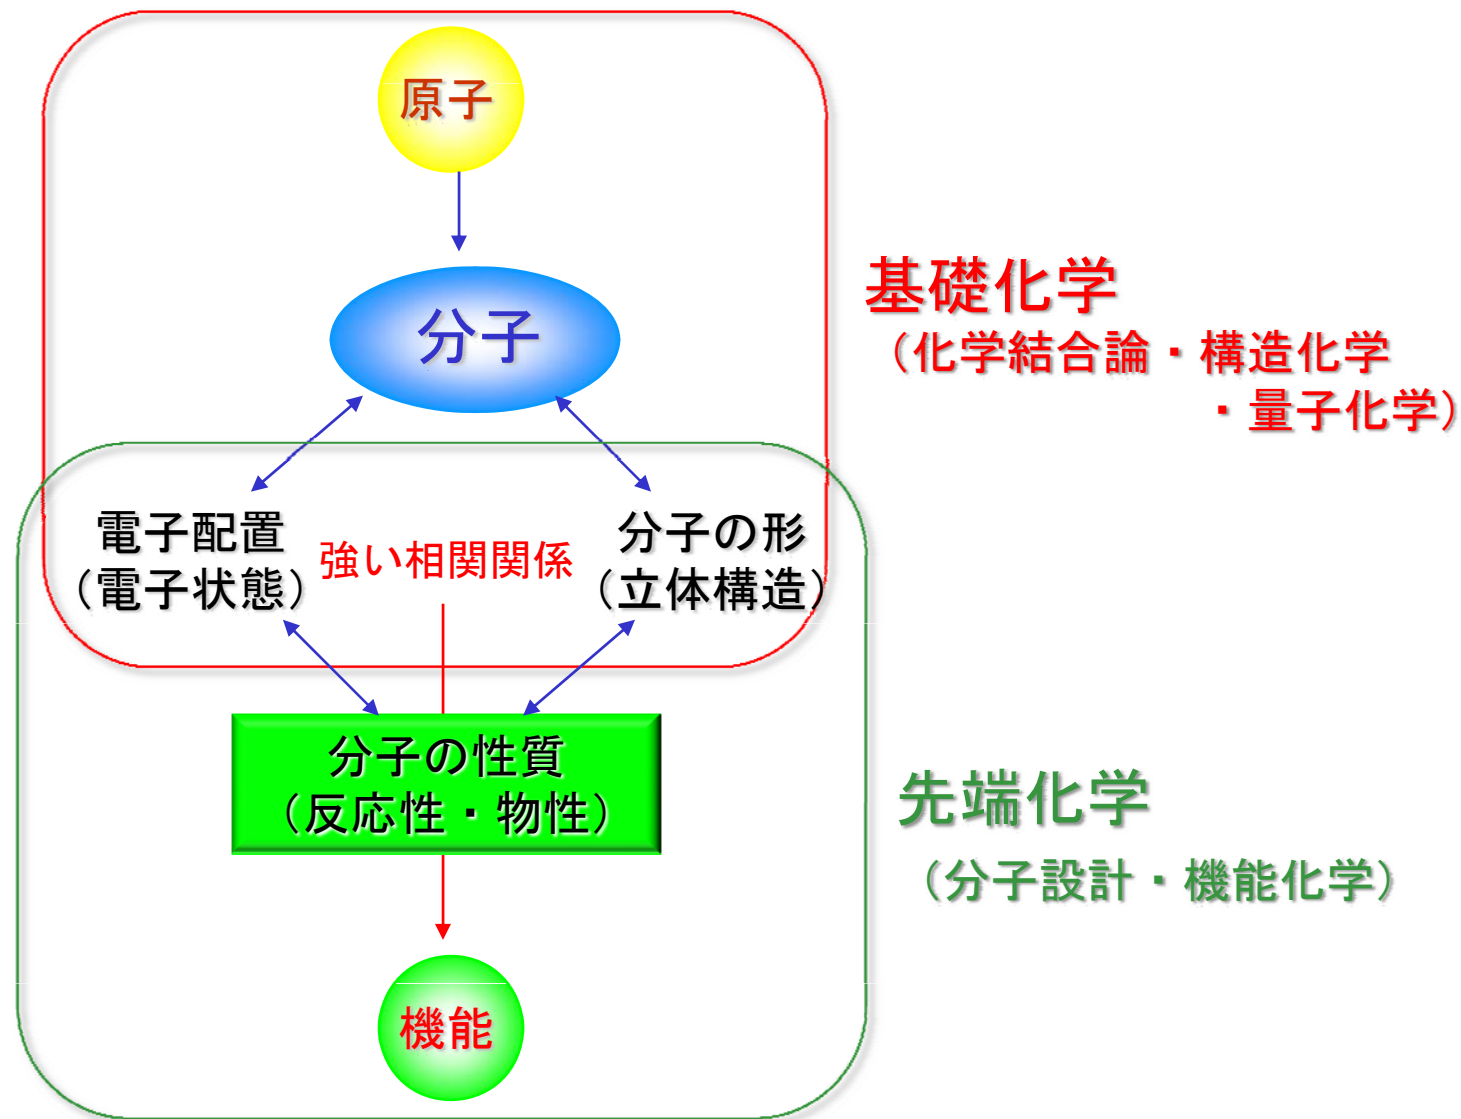 原子
分子
基礎化学
（化学結合論・構造化学
・量子化学）
電子配置
（電子状態）
強い相関関係
分子の形
（立体構造）
分子の性質
（反応性・物性）
先端化学
（分子設計・機能化学）
機能